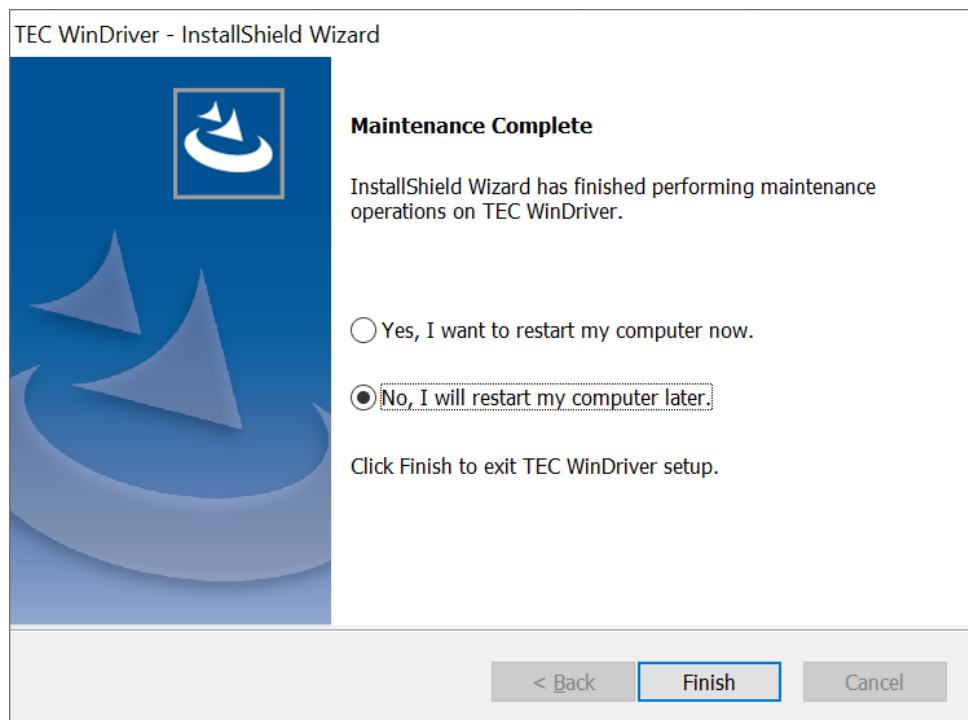 TEC WinDriver - InstallShield Wizard
Maintenance Complete
InstallShield Wizard has finished performing maintenance
operations on TEC WinDriver.
Yes, I want to restart my computer now.
No, I will restart my computer later.
Click Finish to exit TEC WinDriver setup.
< Back
Finish
Cancel